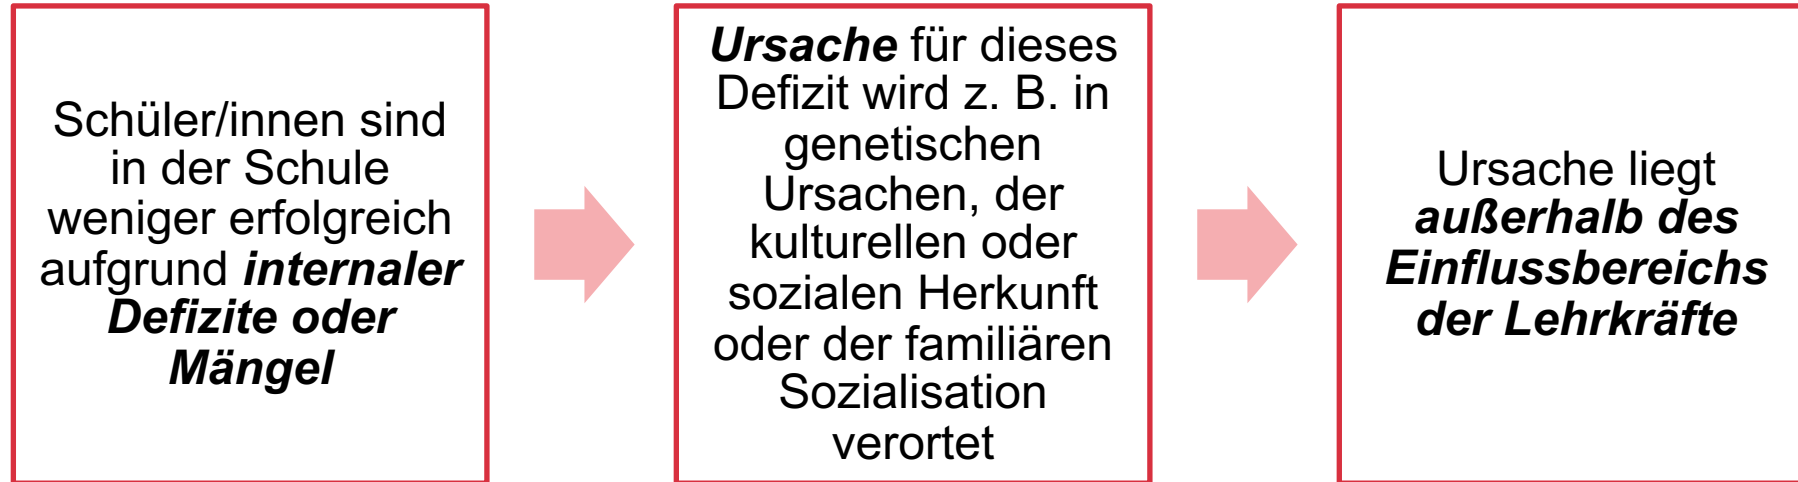 Schüler/innen sind
in der Schule
weniger erfolgreich
aufgrund internaler
Defizite oder
Mängel
Ursache für dieses
Defizit wird z. B. in
genetischen
Ursachen, der
kulturellen oder
sozialen Herkunft
oder der familiären
Sozialisation
verortet
Ursache liegt
außerhalb des
Einflussbereichs
der Lehrkräfte